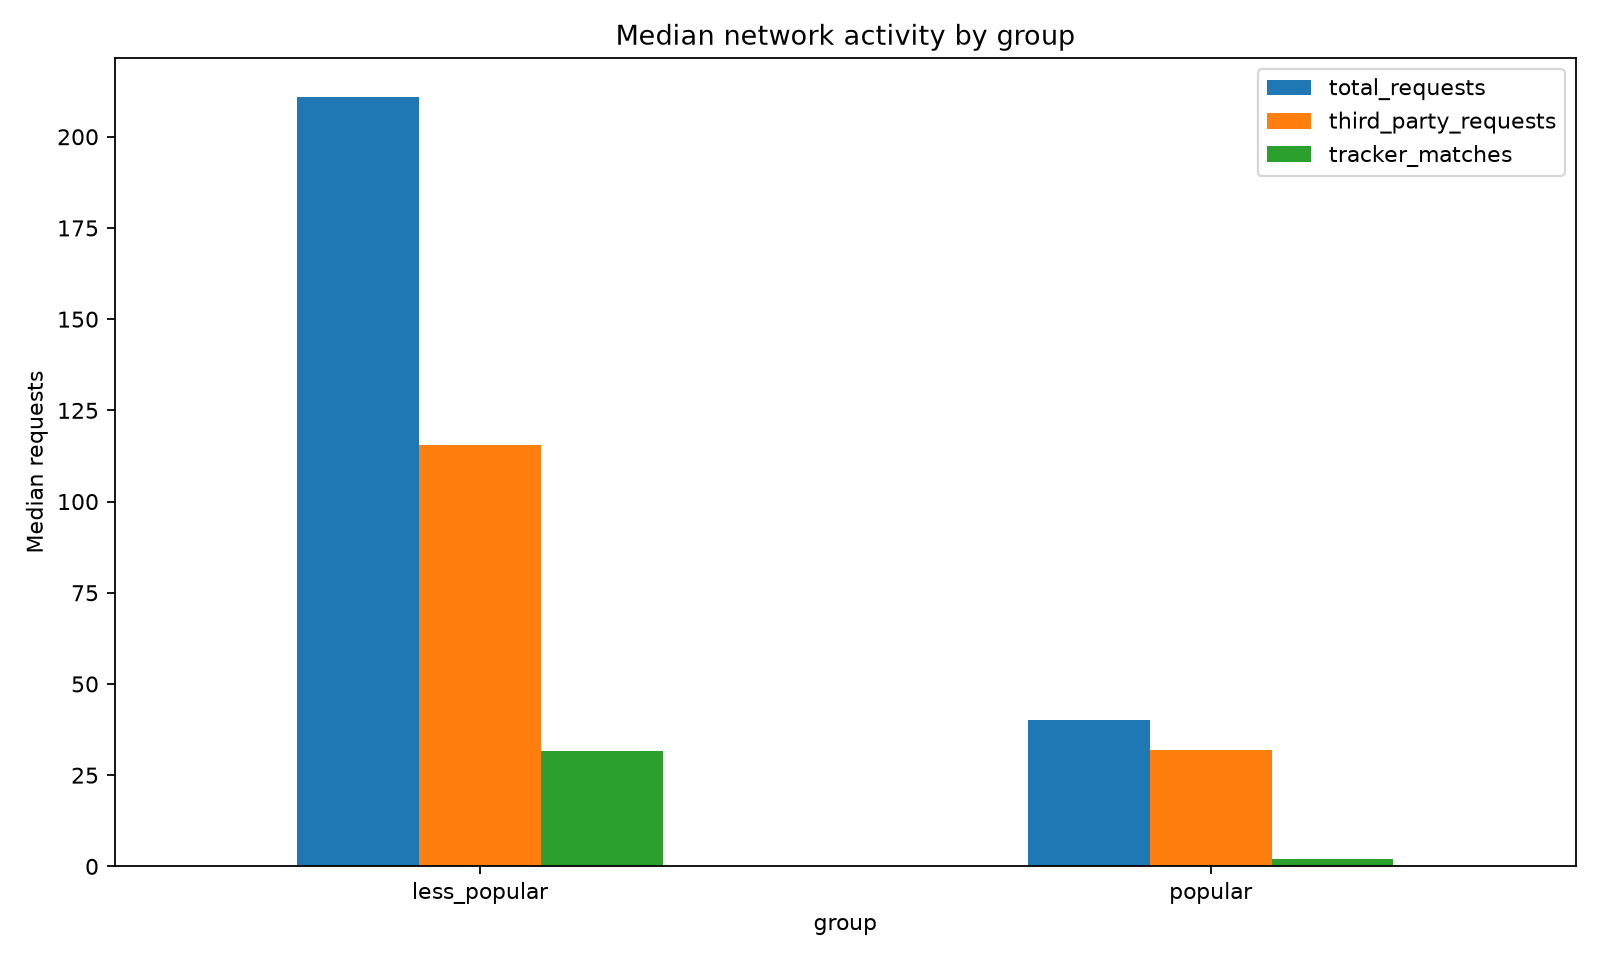 Median network activity by group
total_requests
third_party_requests
tracker_matches
Median requests
200
175
150
125
100
75
50
25
0
less_popular
popular
group